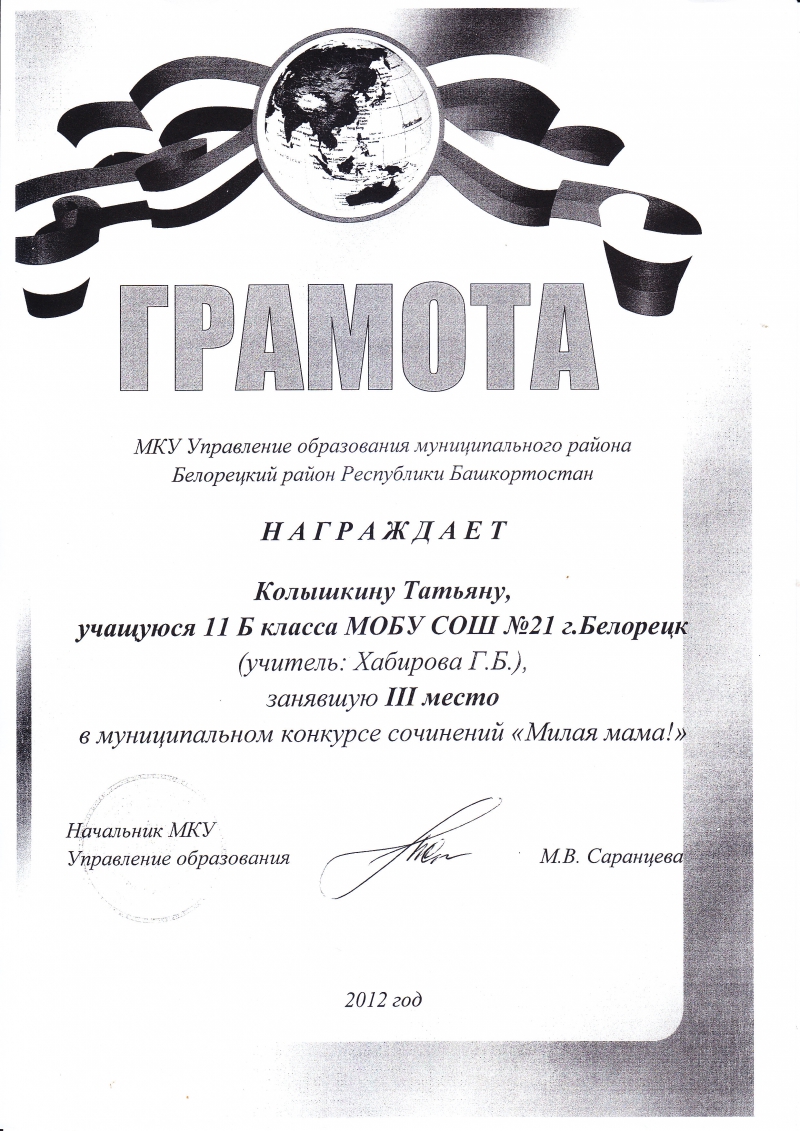 ГРАМОТА
МКУ Управление образования муниципального района
Белорецкий район Республики Башкортостан
НАГРАЖДАЕТ
Колышкину Татьяну,
учащуюся 11 Б класса МОБУ СОШ №21 г.Белорецк
(учитель: Хабирова Г.Б.),
занявшую III место
в муниципальном конкурсе сочинений «Милая мама!»
Начальник МКУ
Управление образования
М.В. Саранцева
2012 год